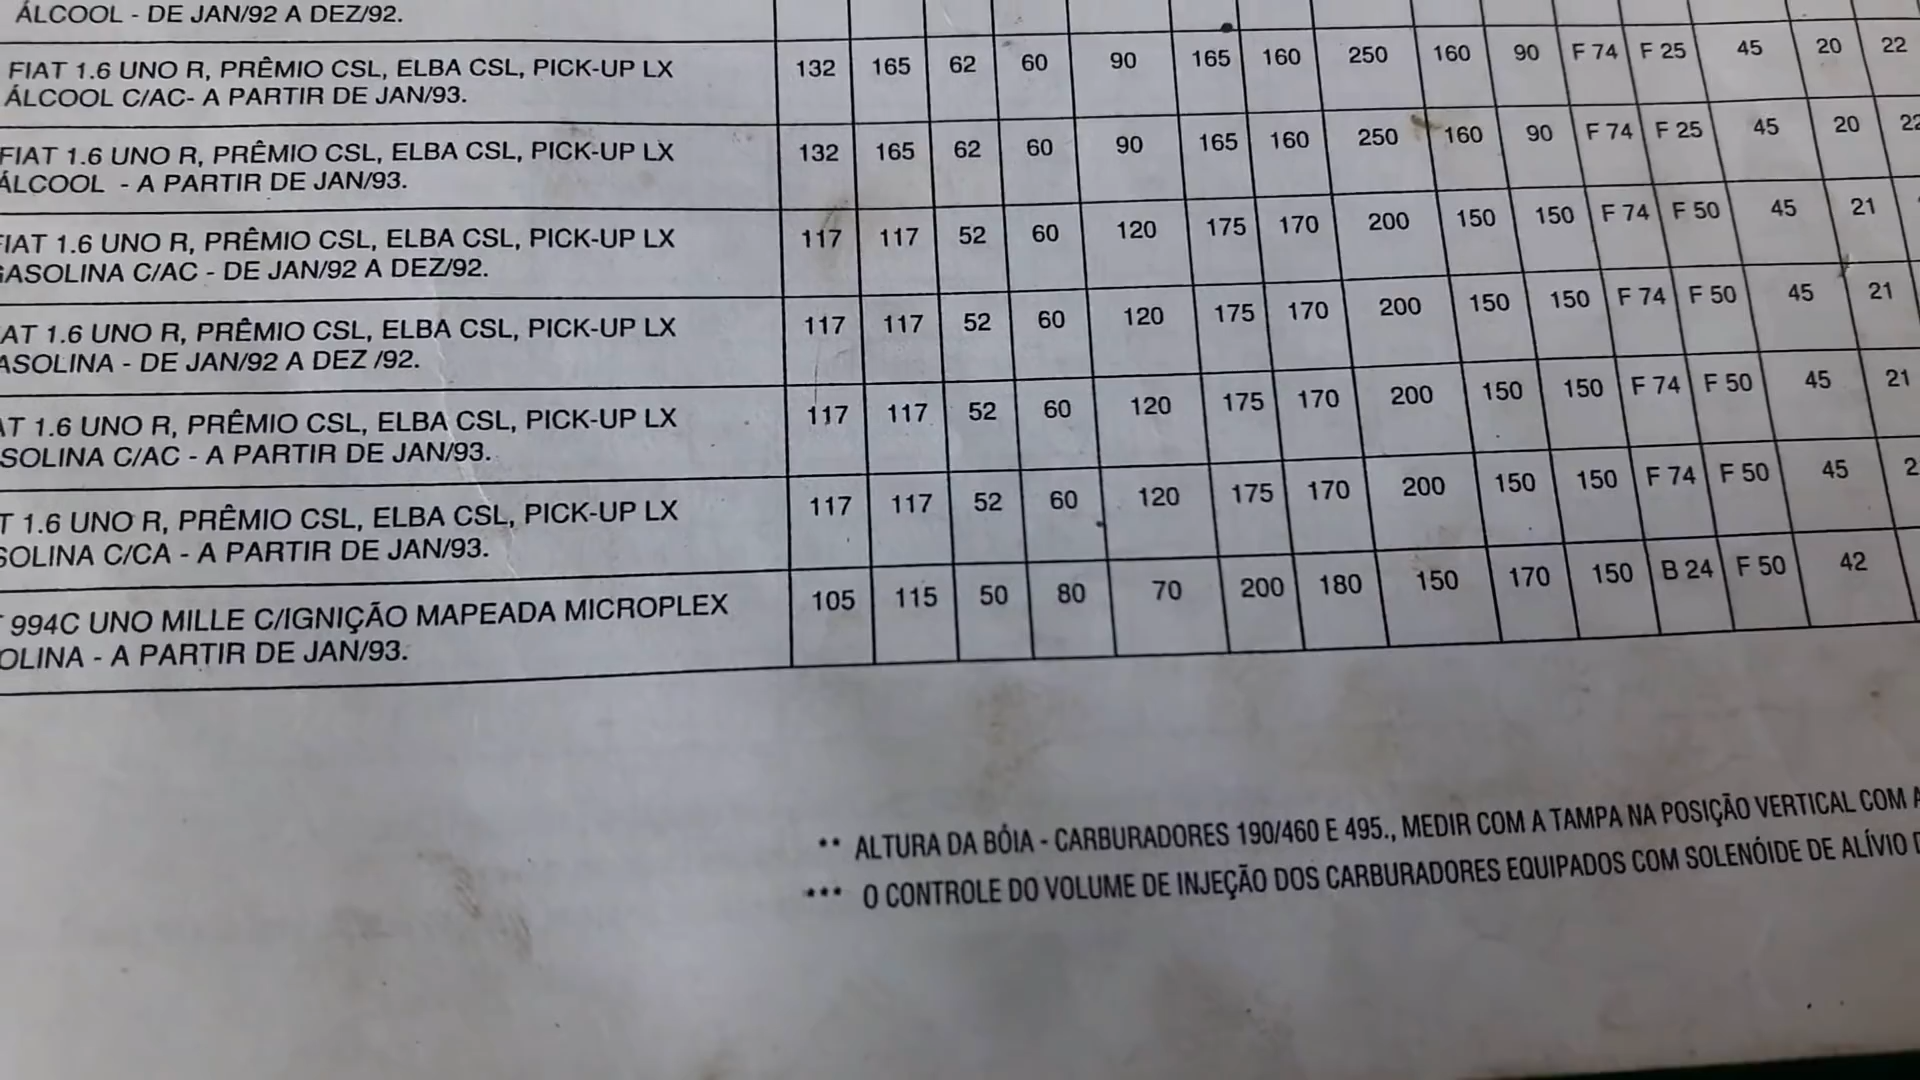 ÁLCOOL - DE JAN/92 A DEZ/92.
FIAT 1.6 UNO R, PRÊMIO CSL, ELBA CSL, PICK-UP LX 132 165 62 60 90 165 160 250 160 90 F 74 F 25 45 20 22
ÁLCOOL C/AC- A PARTIR DE JAN/93.
FIAT 1.6 UNO R, PRÊMIO CSL, ELBA CSL, PICK-UP LX 132 165 62 60 90 165 160 250 160 90 F 74 F 25 45 20 22
ÁLCOOL - A PARTIR DE JAN/93.
FIAT 1.6 UNO R, PRÊMIO CSL, ELBA CSL, PICK-UP LX 117 117 52 60 120 175 170 200 150 150 F 74 F 50 45 21
GASOLINA C/AC - DE JAN/92 A DEZ/92.
IAT 1.6 UNO R, PRÊMIO CSL, ELBA CSL, PICK-UP LX 117 117 52 60 120 175 170 200 150 150 F 74 F 50 45 21
ASOLINA - DE JAN/92 A DEZ /92.
AT 1.6 UNO R, PRÊMIO CSL, ELBA CSL, PICK-UP LX 117 117 52 60 120 175 170 200 150 150 F 74 F 50 45 21
SOLINA C/AC - A PARTIR DE JAN/93.
T 1.6 UNO R, PRÊMIO CSL, ELBA CSL, PICK-UP LX 117 117 52 60 120 175 170 200 150 150 F 74 F 50 45 2
SOLINA C/CA - A PARTIR DE JAN/93.
994C UNO MILLE C/IGNIÇÃO MAPEADA MICROPLEX 105 115 50 80 70 200 180 150 170 150 B 24 F 50 42
OLINA - A PARTIR DE JAN/93.
** ALTURA DA BÓIA - CARBURADORES 190/460 E 495., MEDIR COM A TAMPA NA POSIÇÃO VERTICAL COM A
*** O CONTROLE DO VOLUME DE INJEÇÃO DOS CARBURADORES EQUIPADOS COM SOLENÓIDE DE ALÍVIO D